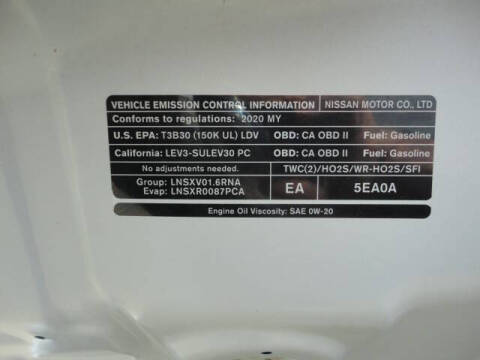 VEHICLE EMISSION CONTROL INFORMATION NISSAN MOTOR CO., LTD
Conforms to regulations: 2020 MY
U.S. EPA: T3B30 (150K UL) LDV OBD: CA OBD II Fuel: Gasoline
California: LEV3-SULEV30 PC OBD: CA OBD II Fuel: Gasoline
No adjustments needed. TWC(2)/HO2S/WR-HO2S/SFI
Group: LNSXV01.6RNA
Evap: LNSXR0087PCA
EA 5EA0A
Engine Oil Viscosity: SAE 0W-20